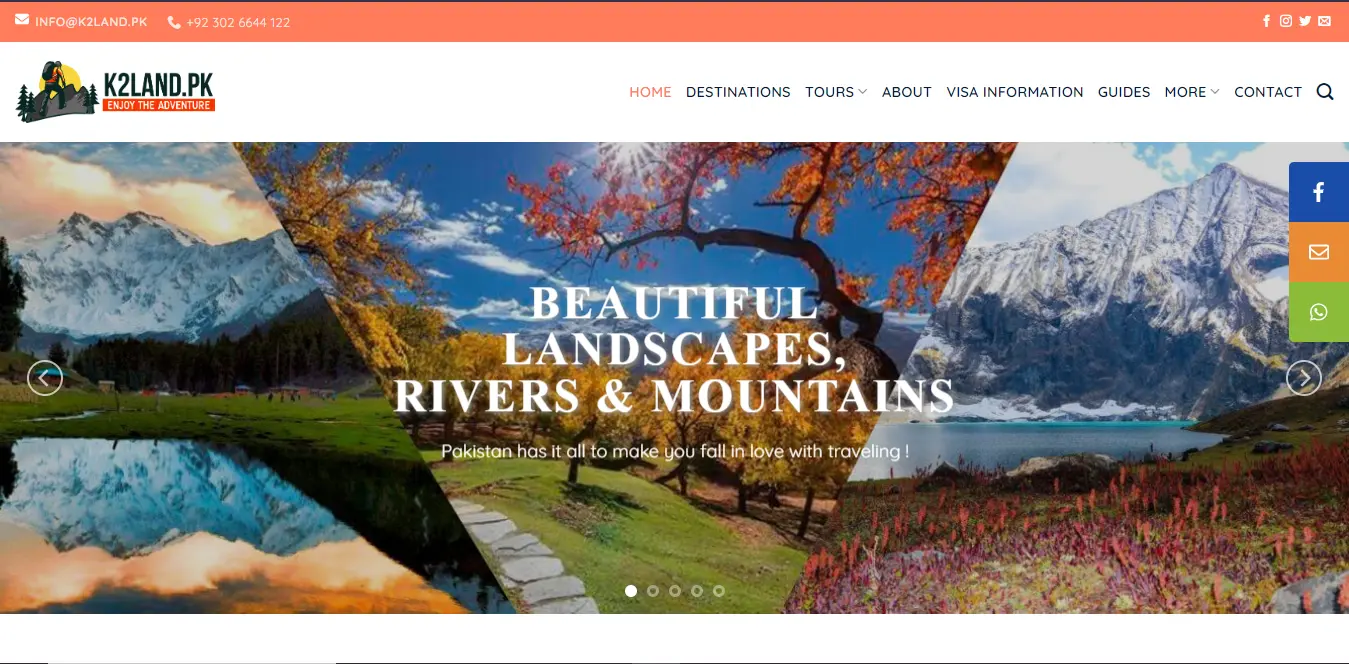 INFO@K2LAND.PK +92 302 6644 122
K2LAND.PK
ENJOY THE ADVENTURE
HOME DESTINATIONS TOURS ABOUT VISA INFORMATION GUIDES MORE CONTACT
BEAUTIFUL
LANDSCAPES,
RIVERS & MOUNTAINS
Pakistan has it all to make you fall in love with traveling !